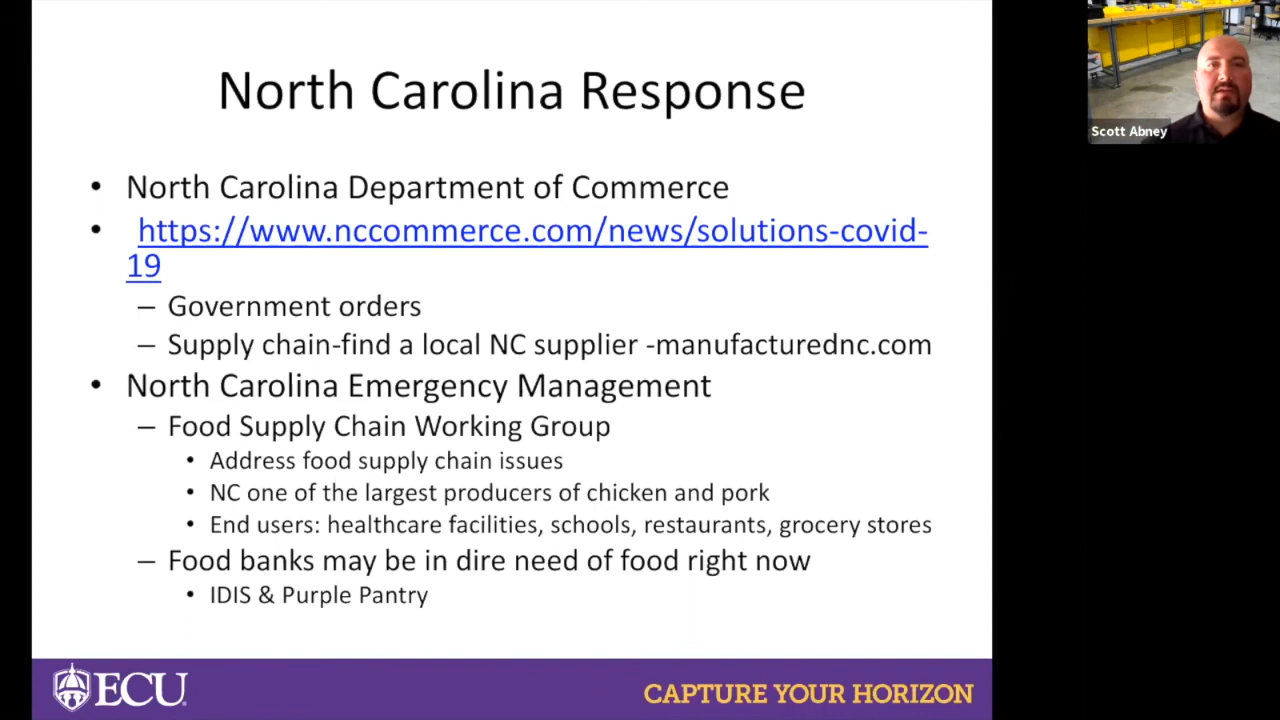 North Carolina Response
• North Carolina Department of Commerce
• https://www.nccommerce.com/news/solutions-covid-
19
– Government orders
– Supply chain-find a local NC supplier -manufacturednc.com
• North Carolina Emergency Management
– Food Supply Chain Working Group
• Address food supply chain issues
• NC one of the largest producers of chicken and pork
• End users: healthcare facilities, schools, restaurants, grocery stores
– Food banks may be in dire need of food right now
• IDIS & Purple Pantry
ECU
CAPTURE YOUR HORIZON
Scott Abney